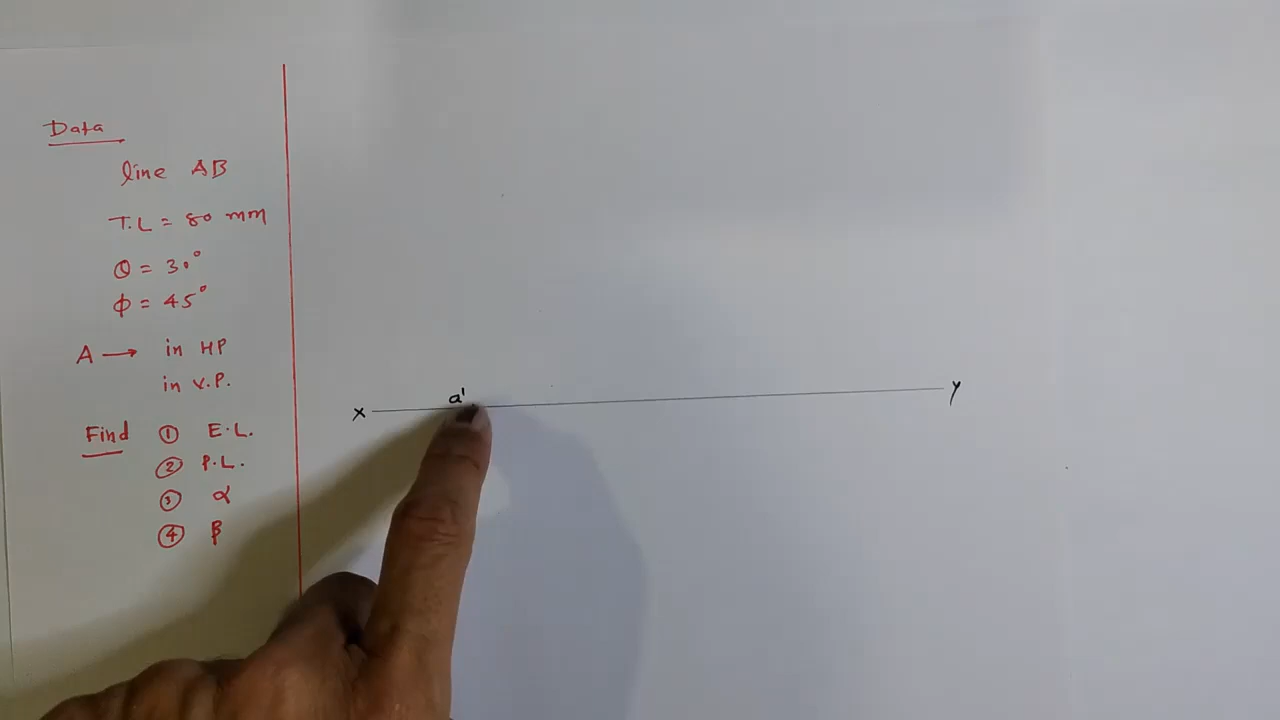 Data
line AB
T.L = 80 mm
θ = 30°
ϕ = 45°
A → in HP
in V.P.
Find ① E.L.
② P.L.
③ α
④ β
a'
x y